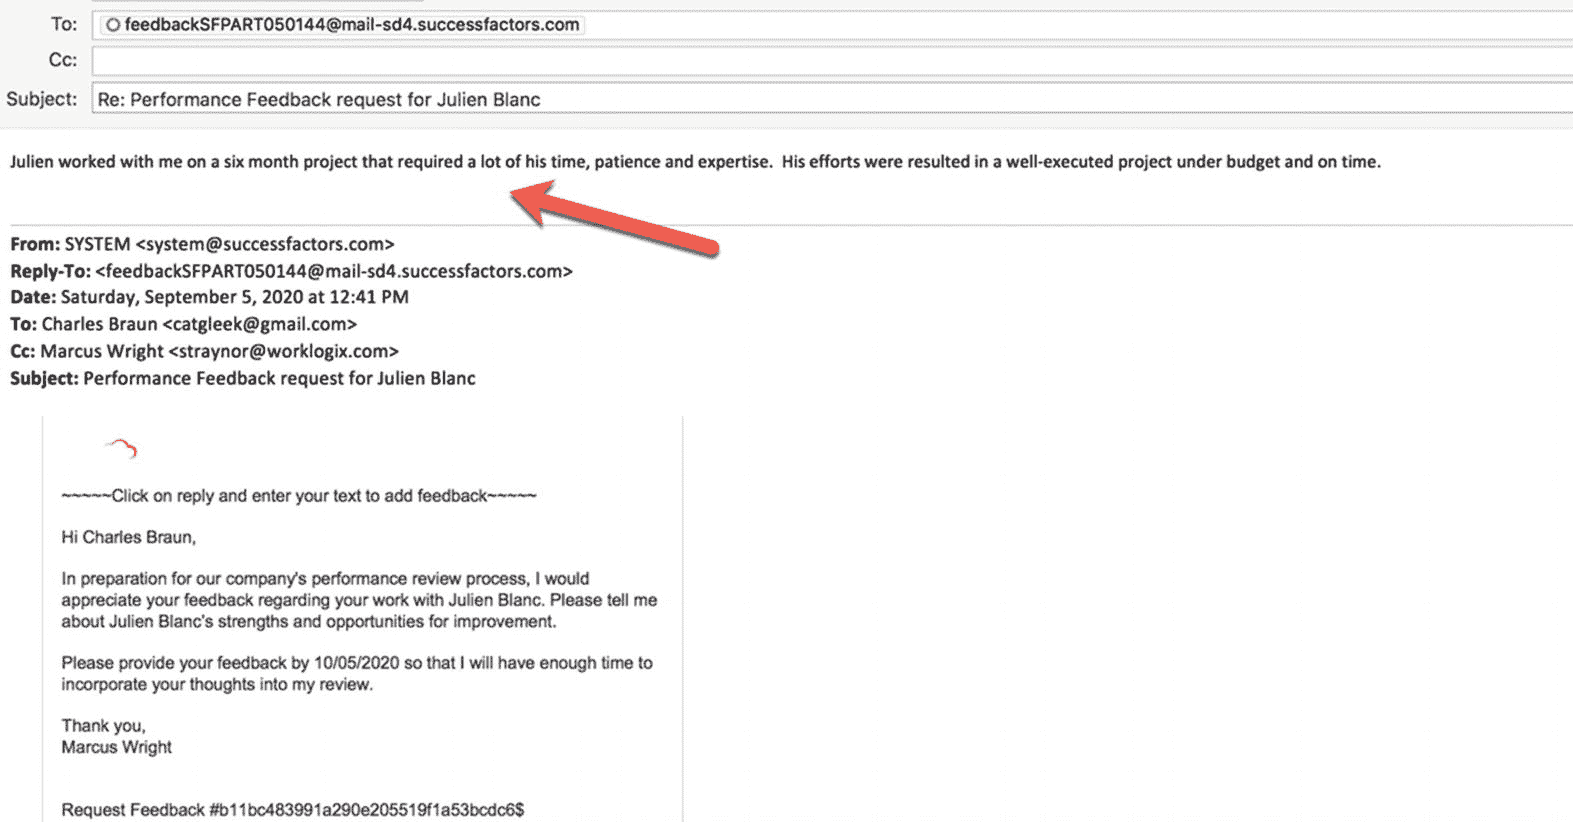 To: feedbackSFPART050144@mail-sd4.successfactors.com
Cc:
Subject: Re: Performance Feedback request for Julien Blanc
Julien worked with me on a six month project that required a lot of his time, patience and expertise.  His efforts were resulted in a well-executed project under budget and on time.
From: SYSTEM <system@successfactors.com>
Reply-To: <feedbackSFPART050144@mail-sd4.successfactors.com>
Date: Saturday, September 5, 2020 at 12:41 PM
To: Charles Braun <catgleek@gmail.com>
Cc: Marcus Wright <straynor@worklogix.com>
Subject: Performance Feedback request for Julien Blanc
~~~~~Click on reply and enter your text to add feedback~~~~~
Hi Charles Braun,
In preparation for our company's performance review process, I would
appreciate your feedback regarding your work with Julien Blanc. Please tell me
about Julien Blanc's strengths and opportunities for improvement.
Please provide your feedback by 10/05/2020 so that I will have enough time to
incorporate your thoughts into my review.
Thank you,
Marcus Wright
Request Feedback #b11bc483991a290e205519f1a53bcdc6$